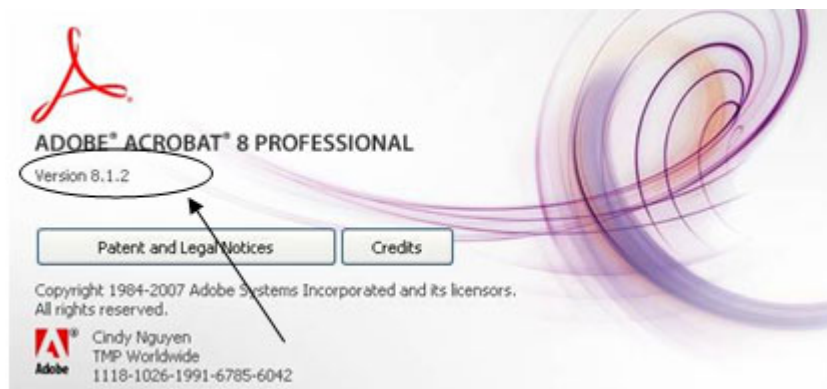 ADOBE® ACROBAT® 8 PROFESSIONAL
Version 8.1.2
Patent and Legal Notices
Credits
Copyright 1984-2007 Adobe Systems Incorporated and its licensors.
All rights reserved.
Cindy Nguyen
TMP Worldwide
Adobe
1118-1026-1991-6785-6042